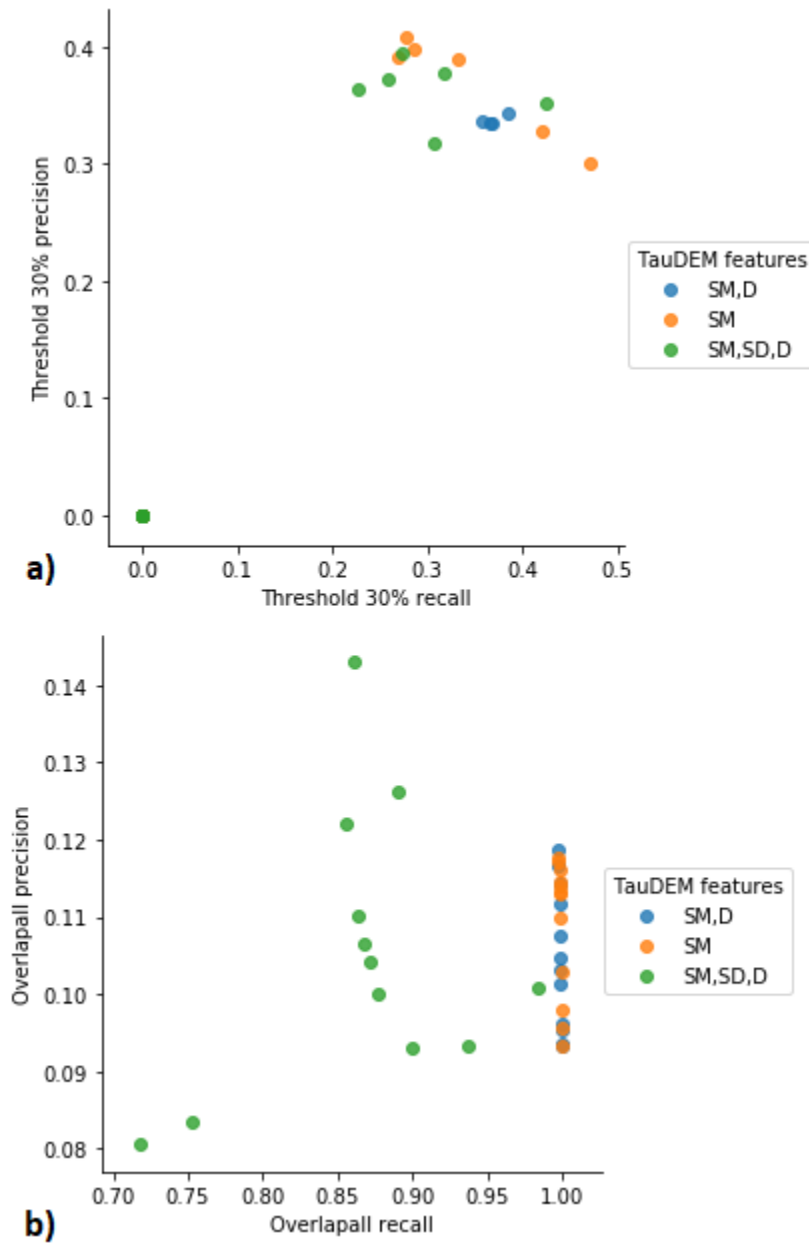 0.4
0.3
0.2
0.1
0.0
Threshold 30% precision
0.0 0.1 0.2 0.3 0.4 0.5
Threshold 30% recall
TauDEM features
SM,D
SM
SM,SD,D
a)
0.14
0.13
0.12
0.11
0.10
0.09
0.08
Overlapall precision
0.70 0.75 0.80 0.85 0.90 0.95 1.00
Overlapall recall
TauDEM features
SM,D
SM
SM,SD,D
b)